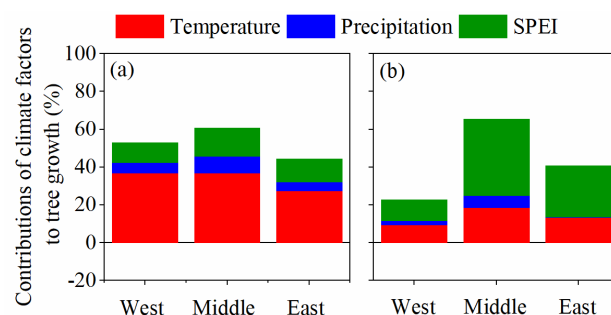 Temperature Precipitation SPEI
Contributions of climate factors
to tree growth (%)
100
80
60
40
20
0
-20
(a)
(b)
West Middle East
West Middle East